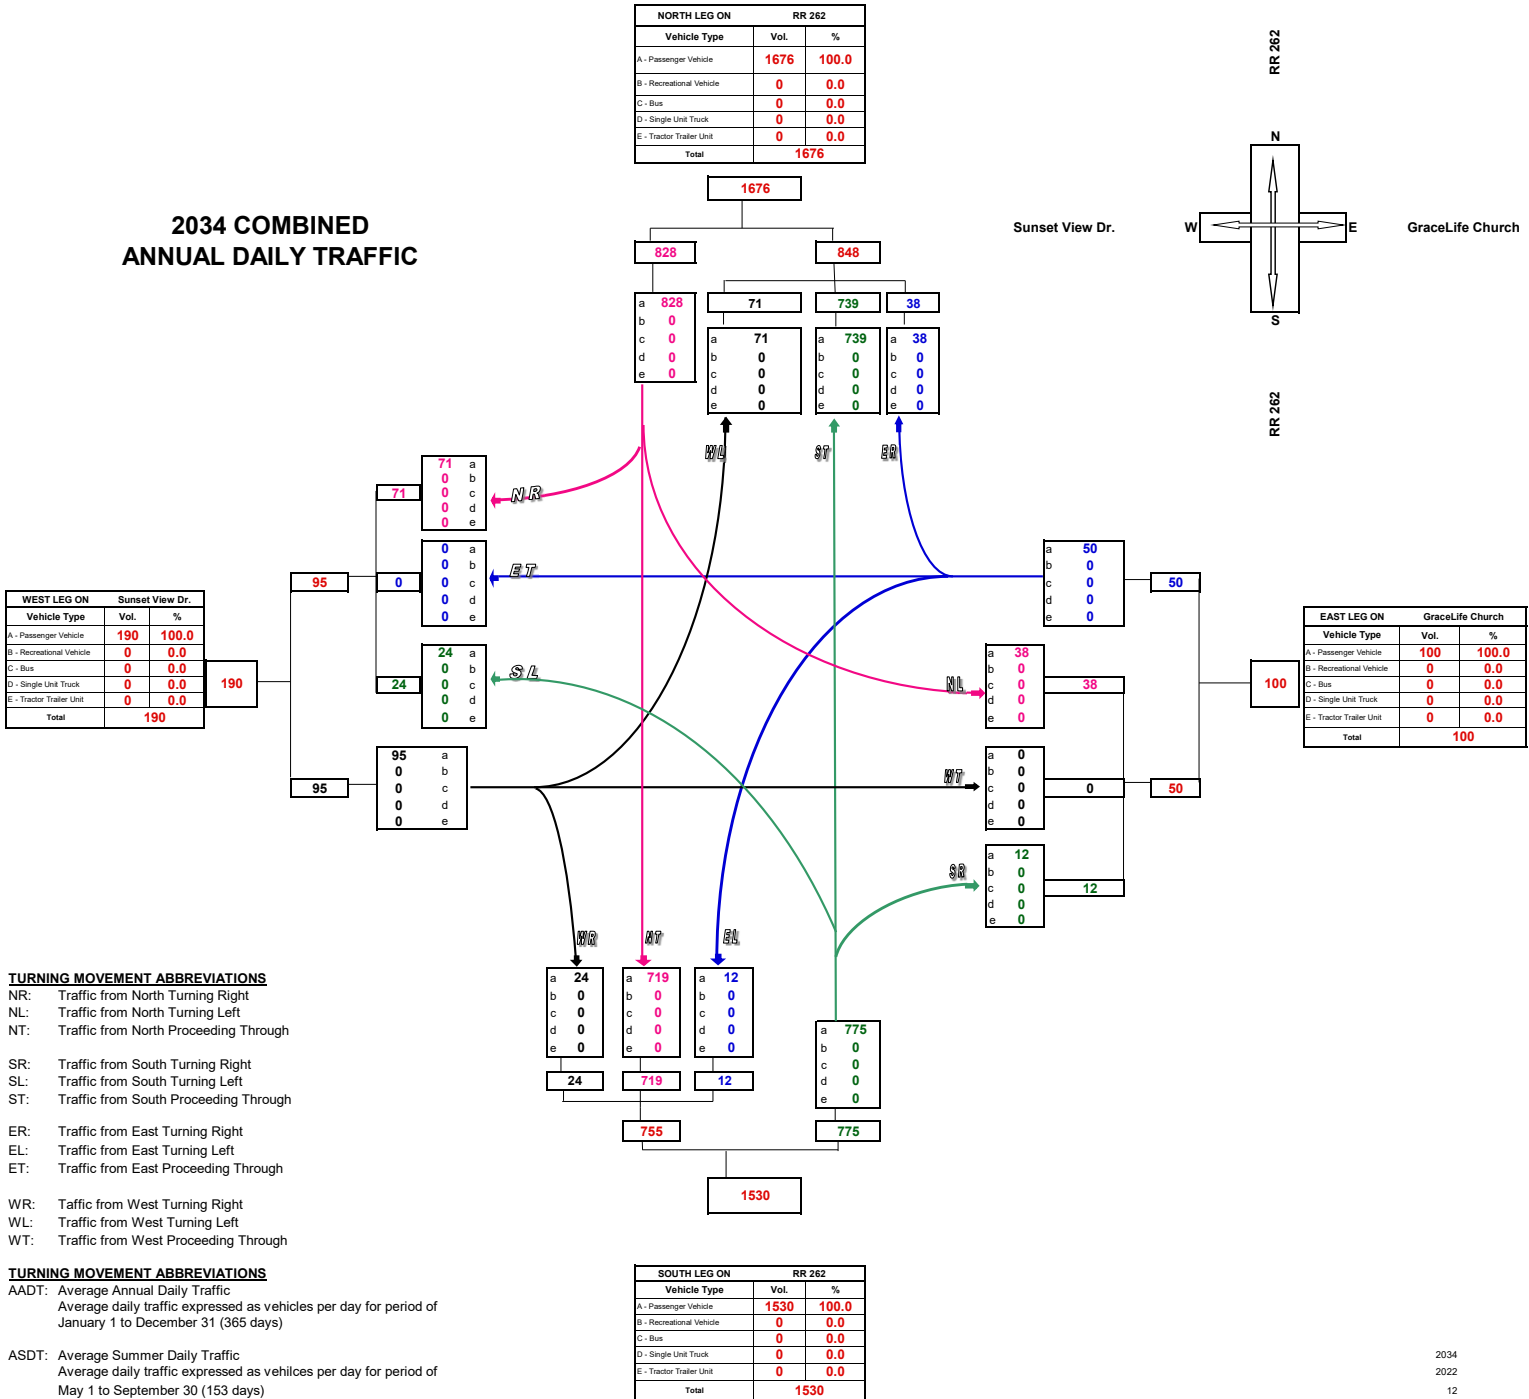 NORTH LEG ON RR 262
Vehicle Type Vol. %
A - Passenger Vehicle 1676 100.0
B - Recreational Vehicle 0 0.0
C - Bus 0 0.0
D - Single Unit Truck 0 0.0
E - Tractor Trailer Unit 0 0.0
Total 1676
1676
2034 COMBINED
ANNUAL DAILY TRAFFIC
RR 262
N
Sunset View Dr. W E GraceLife Church
S
RR 262
828 848
71 739 38
a 828
b 0
c 0
d 0
e 0
a 71
b 0
c 0
d 0
e 0
a 739
b 0
c 0
d 0
e 0
a 38
b 0
c 0
d 0
e 0
WL ST ER
71
71 a
0 b
0 c
0 d
0 e
NR
95
0
0 a
0 b
0 c
0 d
0 e
ET
24
24 a
0 b
0 c
0 d
0 e
SL
WEST LEG ON Sunset View Dr.
Vehicle Type Vol. %
A - Passenger Vehicle 190 100.0
B - Recreational Vehicle 0 0.0
C - Bus 0 0.0
D - Single Unit Truck 0 0.0
E - Tractor Trailer Unit 0 0.0
Total 190
190
95
95 a
0 b
0 c
0 d
0 e
a 50
b 0
c 0
d 0
e 0
50
NL
a 38
b 0
c 0
d 0
e 0
38
WT
a 0
b 0
c 0
d 0
e 0
0
50
SR
a 12
b 0
c 0
d 0
e 0
12
100
EAST LEG ON GraceLife Church
Vehicle Type Vol. %
A - Passenger Vehicle 100 100.0
B - Recreational Vehicle 0 0.0
C - Bus 0 0.0
D - Single Unit Truck 0 0.0
E - Tractor Trailer Unit 0 0.0
Total 100
WR NT EL
a 24
b 0
c 0
d 0
e 0
a 719
b 0
c 0
d 0
e 0
a 12
b 0
c 0
d 0
e 0
a 775
b 0
c 0
d 0
e 0
24 719 12
755 775
1530
TURNING MOVEMENT ABBREVIATIONS
NR: Traffic from North Turning Right
NL: Traffic from North Turning Left
NT: Traffic from North Proceeding Through
SR: Traffic from South Turning Right
SL: Traffic from South Turning Left
ST: Traffic from South Proceeding Through
ER: Traffic from East Turning Right
EL: Traffic from East Turning Left
ET: Traffic from East Proceeding Through
WR: Taffic from West Turning Right
WL: Traffic from West Turning Left
WT: Traffic from West Proceeding Through
TURNING MOVEMENT ABBREVIATIONS
AADT: Average Annual Daily Traffic
Average daily traffic expressed as vehicles per day for period of
January 1 to December 31 (365 days)
ASDT: Average Summer Daily Traffic
Average daily traffic expressed as vehilces per day for period of
May 1 to September 30 (153 days)
SOUTH LEG ON RR 262
Vehicle Type Vol. %
A - Passenger Vehicle 1530 100.0
B - Recreational Vehicle 0 0.0
C - Bus 0 0.0
D - Single Unit Truck 0 0.0
E - Tractor Trailer Unit 0 0.0
Total 1530
2034
2022
12